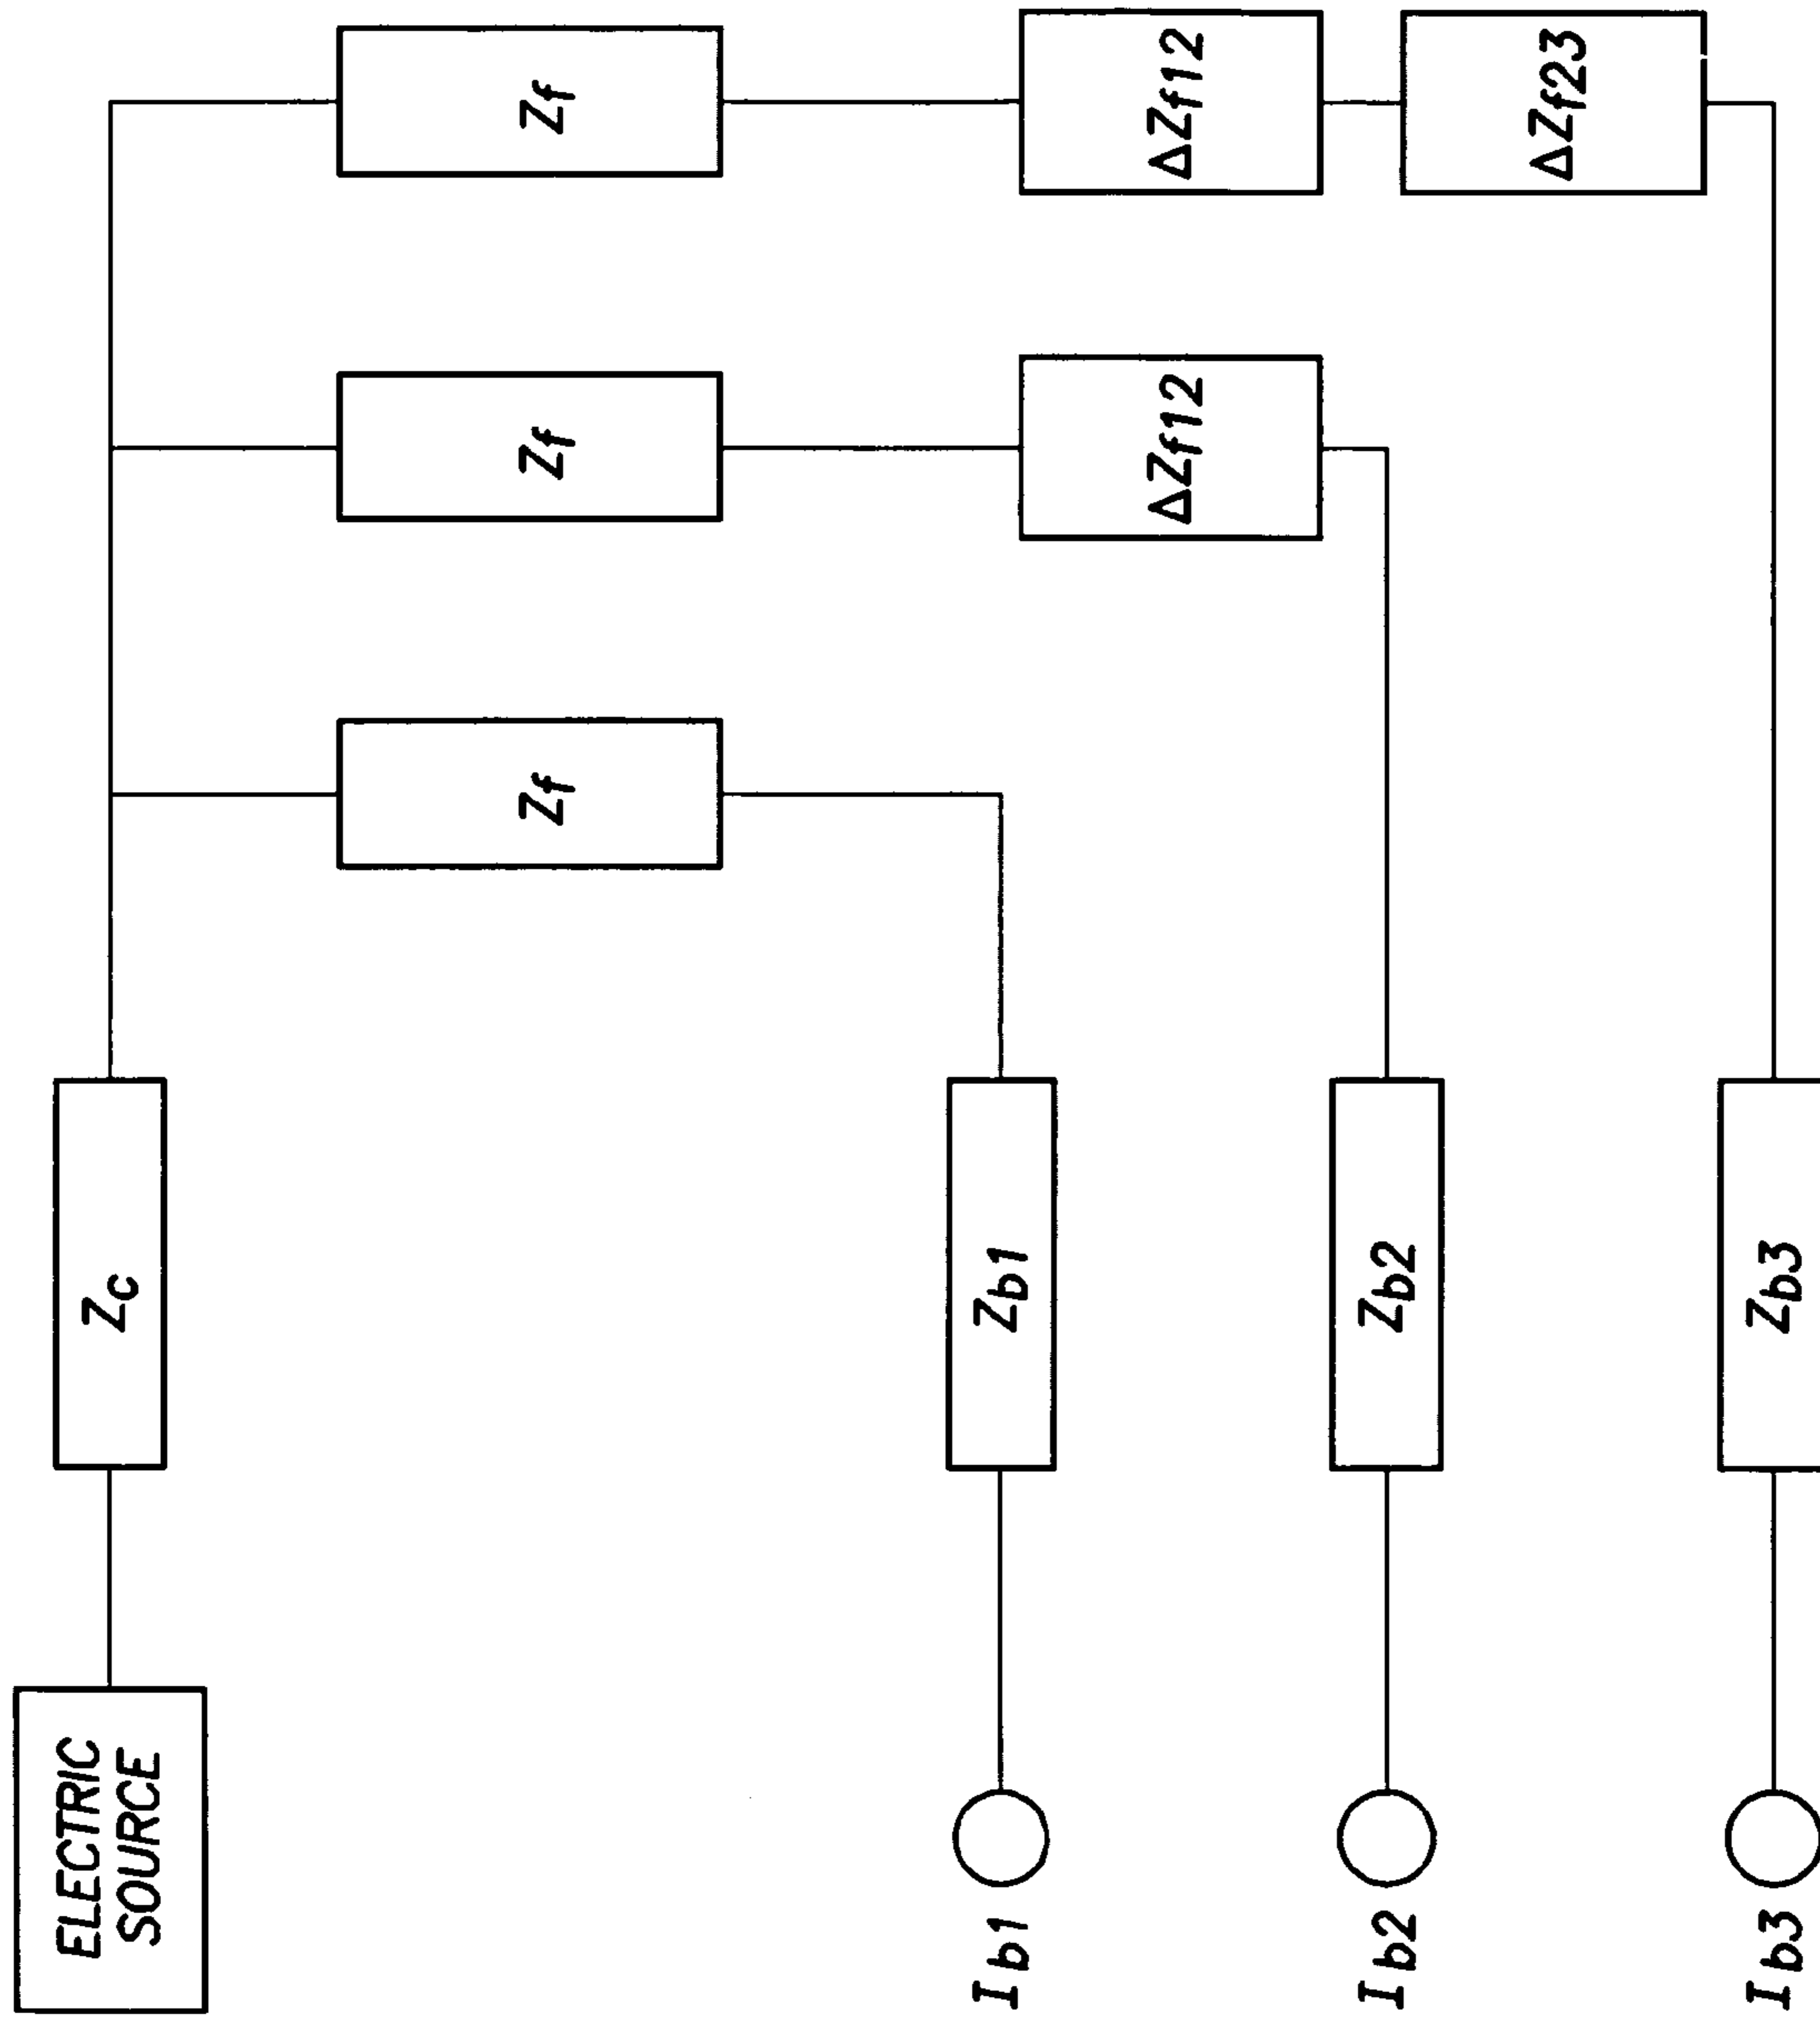 ELECTRIC
SOURCE
Zc
Zf
Zf
Zf
Ib1
Zb1
ΔZf12
ΔZf12
Ib2
Zb2
ΔZf23
Ib3
Zb3